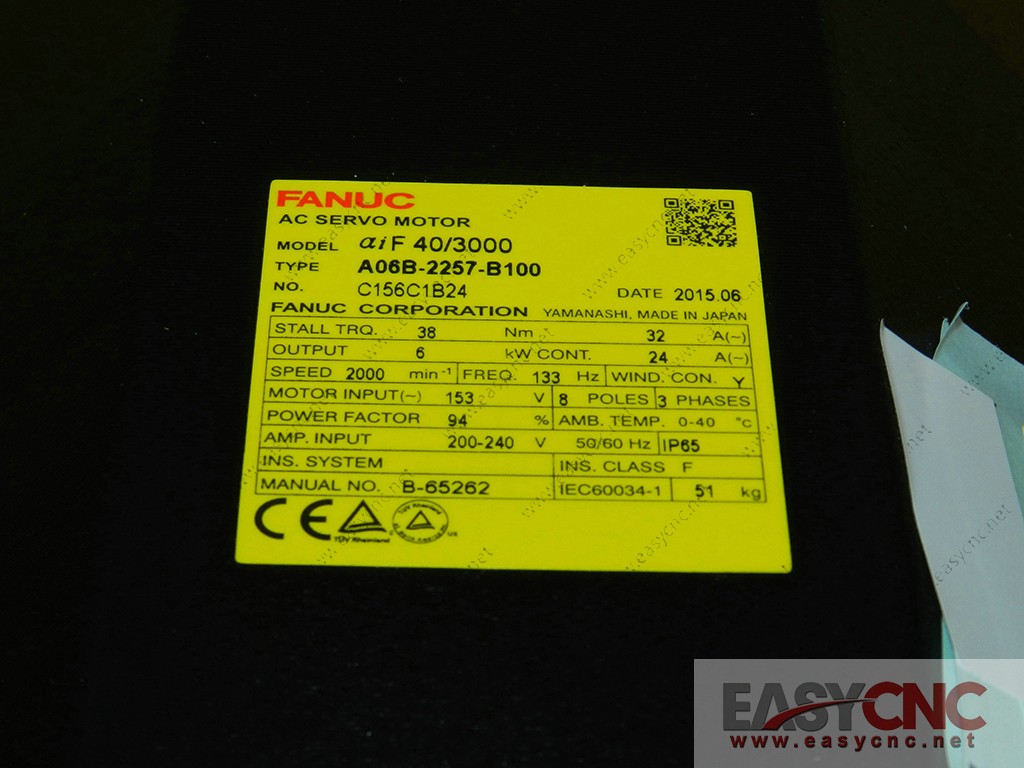 FANUC
AC SERVO MOTOR
MODEL αiF 40/3000
TYPE A06B-2257-B100
NO. C156C1B24
DATE 2015.06
FANUC CORPORATION YAMANASHI, MADE IN JAPAN
STALL TRQ. 38 Nm 32 A(~)
OUTPUT 6 kW CONT. 24 A(~)
SPEED 2000 min-1 FREQ. 133 Hz WIND. CON. Y
MOTOR INPUT(~) 153 V 8 POLES 3 PHASES
POWER FACTOR 94 % AMB. TEMP. 0-40 °C
AMP. INPUT 200-240 V 50/60 Hz IP65
INS. SYSTEM INS. CLASS F
MANUAL NO. B-65262 IEC60034-1 51 kg
CE TÜV Rheinland
C US
EASYCNC
www.easycnc.net